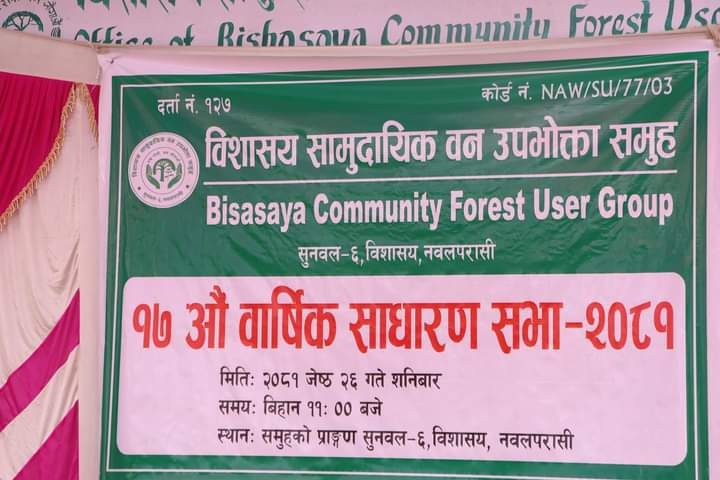 Office of Bishasaya Community Forest Use
दर्ता नं. १२७
कोर्ड नं. NAW/SU/77/03
विशासय सामुदायिक वन उपभोक्ता समुह
Bisasaya Community Forest User Group
सुनवल-६,विशासय,नवलपरासी
१७ औं वार्षिक साधारण सभा-२०८१
मिति: २०८१ जेष्ठ २६ गते शनिबार
समय: बिहान ११: 00 बजे
स्थान: समुहको प्राङ्गण सुनवल-६,विशासय, नवलपरासी